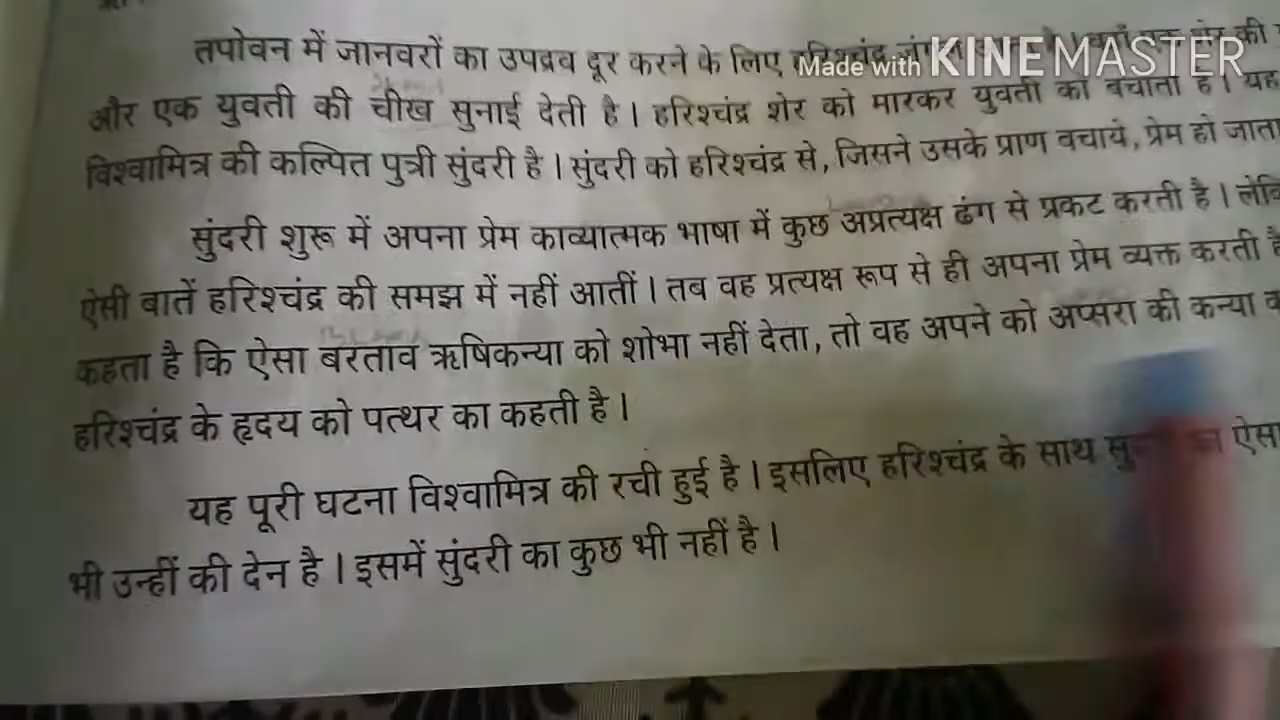 तपोवन में जानवरों का उपद्रव दूर करने के लिए हरिश्चंद्र
Made with KINEMASTER
और एक युवती की चीख सुनाई देती है । हरिश्चंद्र शेर को मारकर युवती को बचाता है । यह
विश्वामित्र की कल्पित पुत्री सुंदरी है । सुंदरी को हरिश्चंद्र से, जिसने उसके प्राण बचाये, प्रेम हो जाता
सुंदरी शुरू में अपना प्रेम काव्यात्मक भाषा में कुछ अप्रत्यक्ष ढंग से प्रकट करती है ।
ऐसी बातें हरिश्चंद्र की समझ में नहीं आतीं । तब वह प्रत्यक्ष रूप से ही अपना प्रेम व्यक्त करती
कहता है कि ऐसा बरताव ऋषिकन्या को शोभा नहीं देता, तो वह अपने को अप्सरा की कन्या
हरिश्चंद्र के हृदय को पत्थर का कहती है ।
यह पूरी घटना विश्वामित्र की रची हुई है । इसलिए हरिश्चंद्र के साथ ऐसा
भी उन्हीं की देन है । इसमें सुंदरी का कुछ भी नहीं है ।